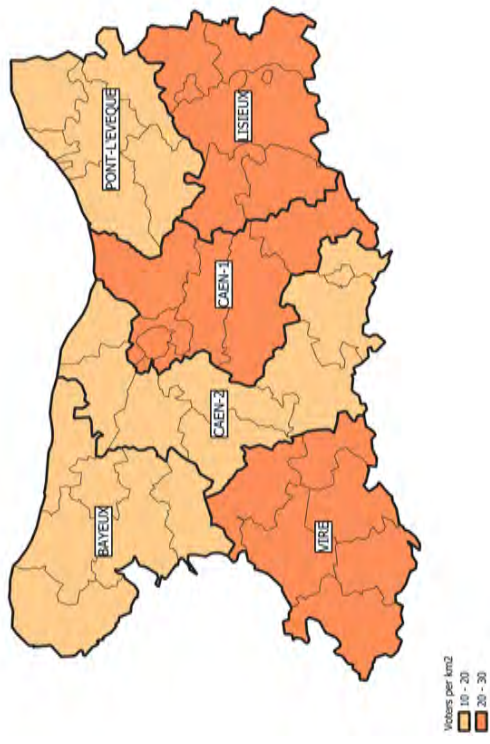 PONT-L'EVEQUE
LISIEUX
CAEN-1
CAEN-2
BAYEUX
VIRE
Voters per km2
10 - 20
20 - 30